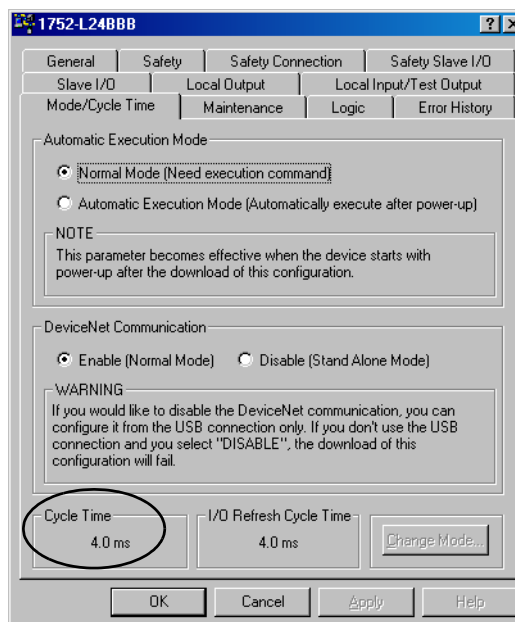 1752-L24BBB
General Safety Safety Connection Safety Slave I/O
Slave I/O Local Output Local Input/Test Output
Mode/Cycle Time Maintenance Logic Error History
Automatic Execution Mode
Normal Mode (Need execution command)
Automatic Execution Mode (Automatically execute after power-up)
NOTE
This parameter becomes effective when the device starts with
power-up after the download of this configuration.
DeviceNet Communication
Enable (Normal Mode) Disable (Stand Alone Mode)
WARNING
If you would like to disable the DeviceNet communication, you can
configure it from the USB connection only. If you don't use the USB
connection and you select "DISABLE", the download of this
configuration will fail.
Cycle Time I/O Refresh Cycle Time
4.0 ms 4.0 ms Change Mode...
OK Cancel Apply Help